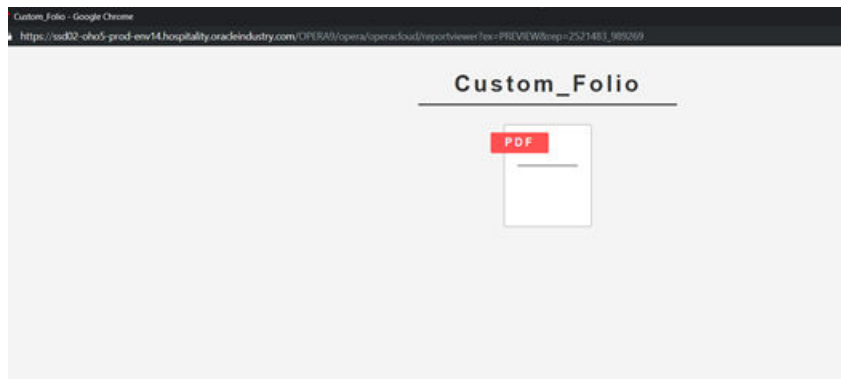 Custom_Folio - Google Chrome
https://ssd02-oho5-prod-env14.hospitality.oracleindustry.com/OPERA9/opera/operacloud/reportviewer?ex=PREVIEW&rep=2521483_989269
Custom_Folio
PDF